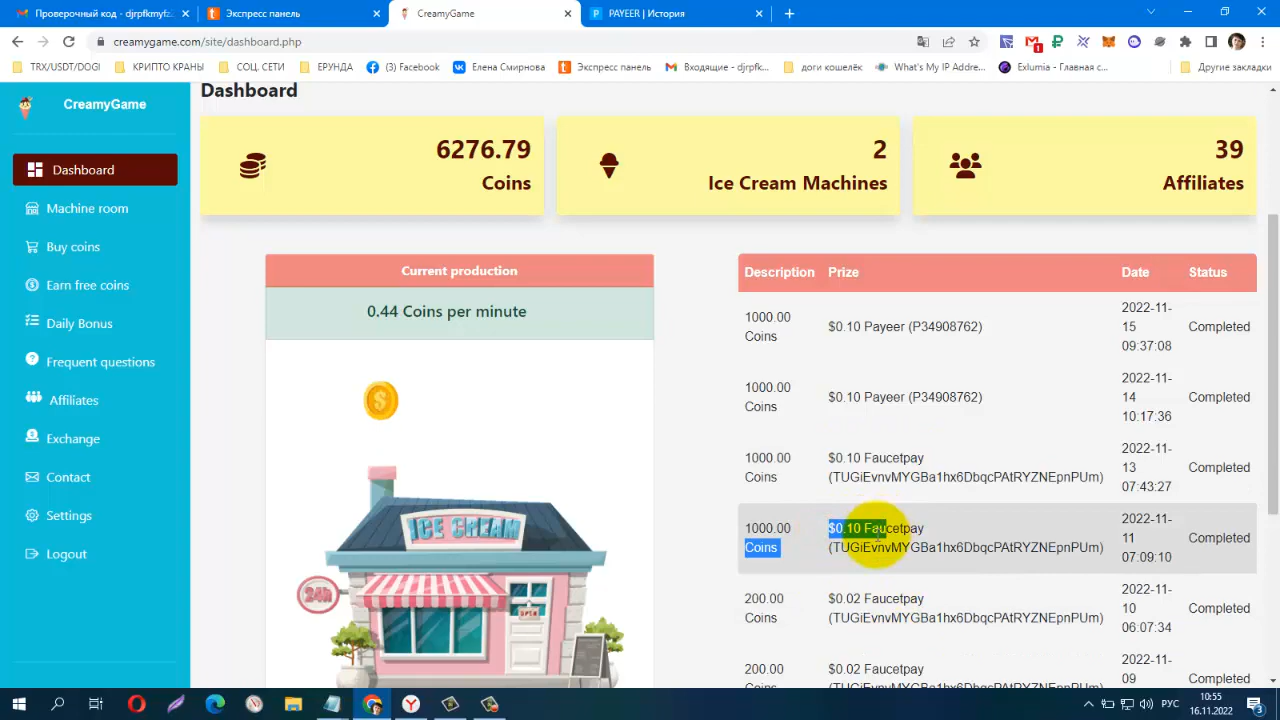 Проверочный код - djrpfkmyfz
Экспресс панель
CreamyGame
PAYEER | История
creamygame.com/site/dashboard.php
1
TRX/USDT/DOGI
КРИПТО КРАНЫ
СОЦ. СЕТИ
ЕРУНДА
(3) Facebook
Елена Смирнова
Экспресс панель
Входящие - djrpfk...
доги кошелёк
What's My IP Addre...
Exlumia - Главная с...
Другие закладки
CreamyGame
Dashboard
Machine room
Buy coins
Earn free coins
Daily Bonus
Frequent questions
Affiliates
Exchange
Contact
Settings
Logout
Dashboard
6276.79
Coins
2
Ice Cream Machines
39
Affiliates
Current production
0.44 Coins per minute
ICE CREAM
24h
OPEN
Description Prize Date Status
1000.00 Coins $0.10 Payeer (P34908762) 2022-11-15 09:37:08 Completed
1000.00 Coins $0.10 Payeer (P34908762) 2022-11-14 10:17:36 Completed
1000.00 Coins $0.10 Faucetpay (TUGiEvnvMYGBa1hx6DbqcPAtRYZNEpnPUm) 2022-11-13 07:43:27 Completed
1000.00 Coins $0.10 Faucetpay (TUGiEvnvMYGBa1hx6DbqcPAtRYZNEpnPUm) 2022-11-11 07:09:10 Completed
200.00 Coins $0.02 Faucetpay (TUGiEvnvMYGBa1hx6DbqcPAtRYZNEpnPUm) 2022-11-10 06:07:34 Completed
200.00 Coins $0.02 Faucetpay (TUGiEvnvMYGBa1hx6DbqcPAtRYZNEpnPUm) 2022-11-09 Completed
РУС
10:55
16.11.2022
3